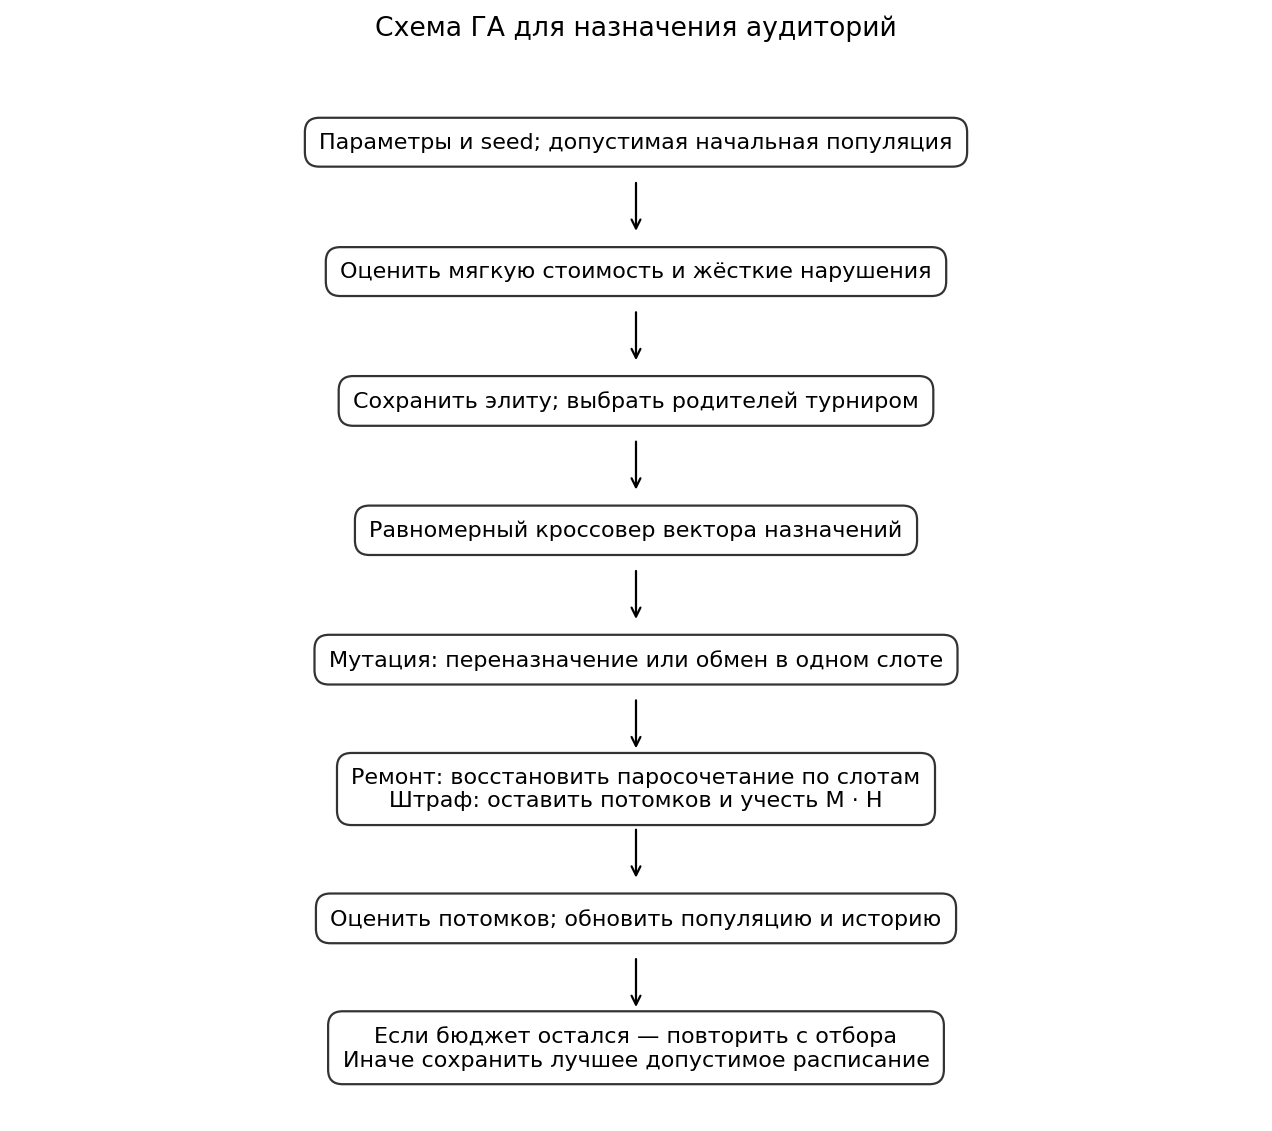 Схема ГА для назначения аудиторий
Параметры и seed; допустимая начальная популяция
Оценить мягкую стоимость и жёсткие нарушения
Сохранить элиту; выбрать родителей турниром
Равномерный кроссовер вектора назначений
Мутация: переназначение или обмен в одном слоте
Ремонт: восстановить паросочетание по слотам
Штраф: оставить потомков и учесть M · H
Оценить потомков; обновить популяцию и историю
Если бюджет остался — повторить с отбора
Иначе сохранить лучшее допустимое расписание